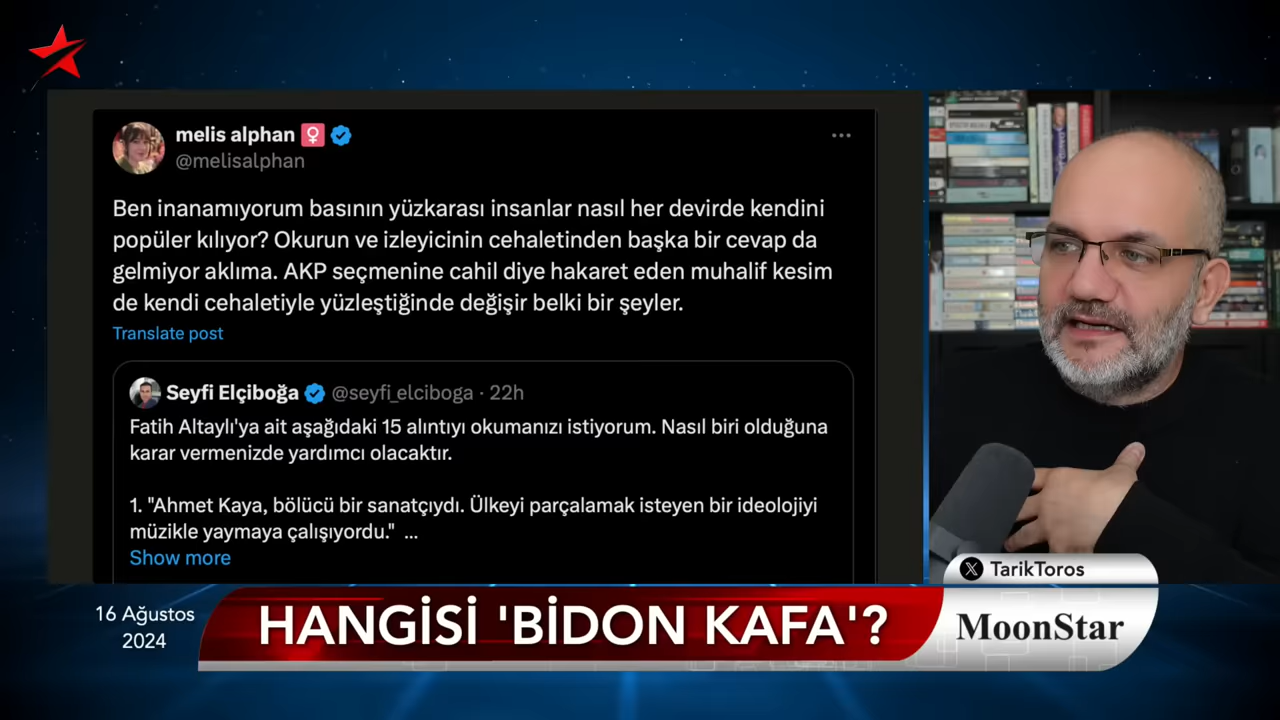 melis alphan
@melisalphan
Ben inanamıyorum basının yüzkarası insanlar nasıl her devirde kendini
popüler kılıyor? Okurun ve izleyicinin cehaletinden başka bir cevap da
gelmiyor aklıma. AKP seçmenine cahil diye hakaret eden muhalif kesim
de kendi cehaletiyle yüzleştiğinde değişir belki bir şeyler.
Translate post
Seyfi Elçiboğa @seyfi_elciboga · 22h
Fatih Altaylı'ya ait aşağıdaki 15 alıntıyı okumanızı istiyorum. Nasıl biri olduğuna
karar vermenizde yardımcı olacaktır.
1. "Ahmet Kaya, bölücü bir sanatçıydı. Ülkeyi parçalamak isteyen bir ideolojiyi
müzikle yaymaya çalışıyordu." ...
Show more
TarikToros
16 Ağustos
2024
HANGİSİ 'BİDON KAFA'?
MoonStar